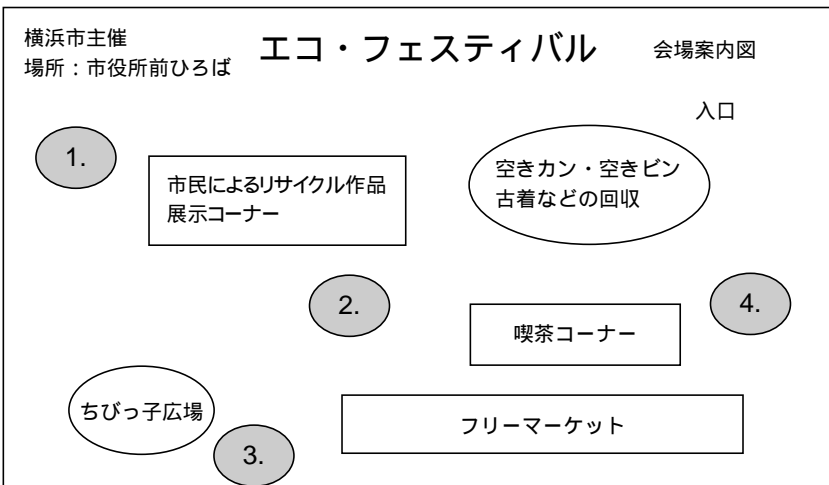 横浜市主催
場所：市役所前ひろば
エコ・フェスティバル
会場案内図
入口
1.
市民によるリサイクル作品
展示コーナー
空きカン・空きビン
古着などの回収
2.
4.
喫茶コーナー
ちびっ子広場
フリーマーケット
3.